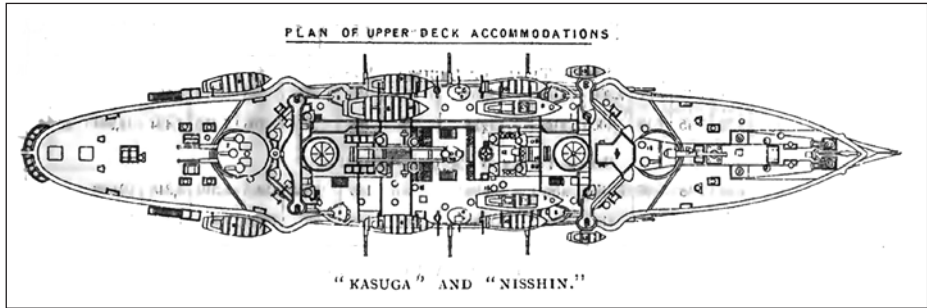 PLAN OF UPPER DECK ACCOMMODATIONS
"KASUGA" AND "NISSHIN."